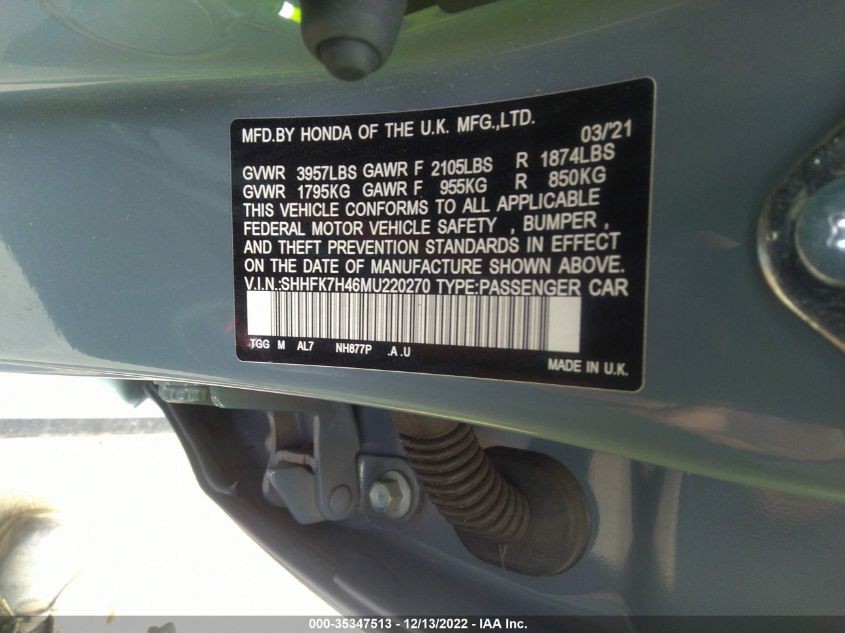 MFD.BY HONDA OF THE U.K. MFG.,LTD. 03/'21
GVWR 3957LBS GAWR F 2105LBS R 1874LBS
GVWR 1795KG GAWR F 955KG R 850KG
THIS VEHICLE CONFORMS TO ALL APPLICABLE
FEDERAL MOTOR VEHICLE SAFETY , BUMPER ,
AND THEFT PREVENTION STANDARDS IN EFFECT
ON THE DATE OF MANUFACTURE SHOWN ABOVE.
V.I.N.:SHHFK7H46MU220270 TYPE:PASSENGER CAR
TGG M AL7 NH877P .A.U
MADE IN U.K.
000-35347513 - 12/13/2022 - IAA Inc.